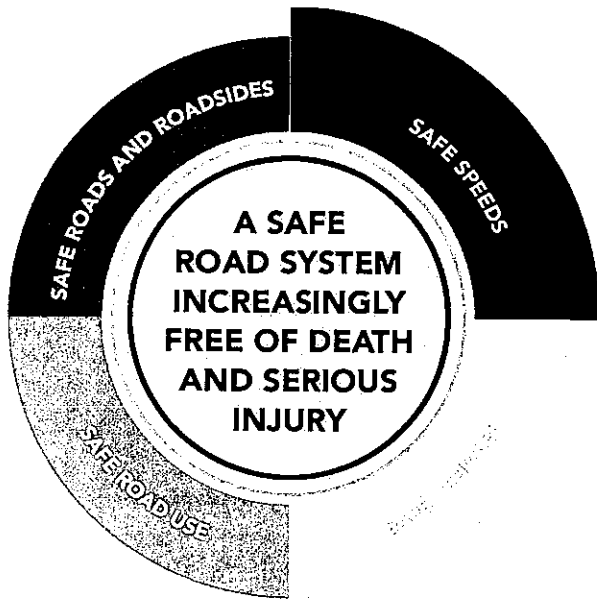 SAFE ROADS AND ROADSIDES
SAFE SPEEDS
A SAFE
ROAD SYSTEM
INCREASINGLY
FREE OF DEATH
AND SERIOUS
INJURY
SAFE ROAD USE